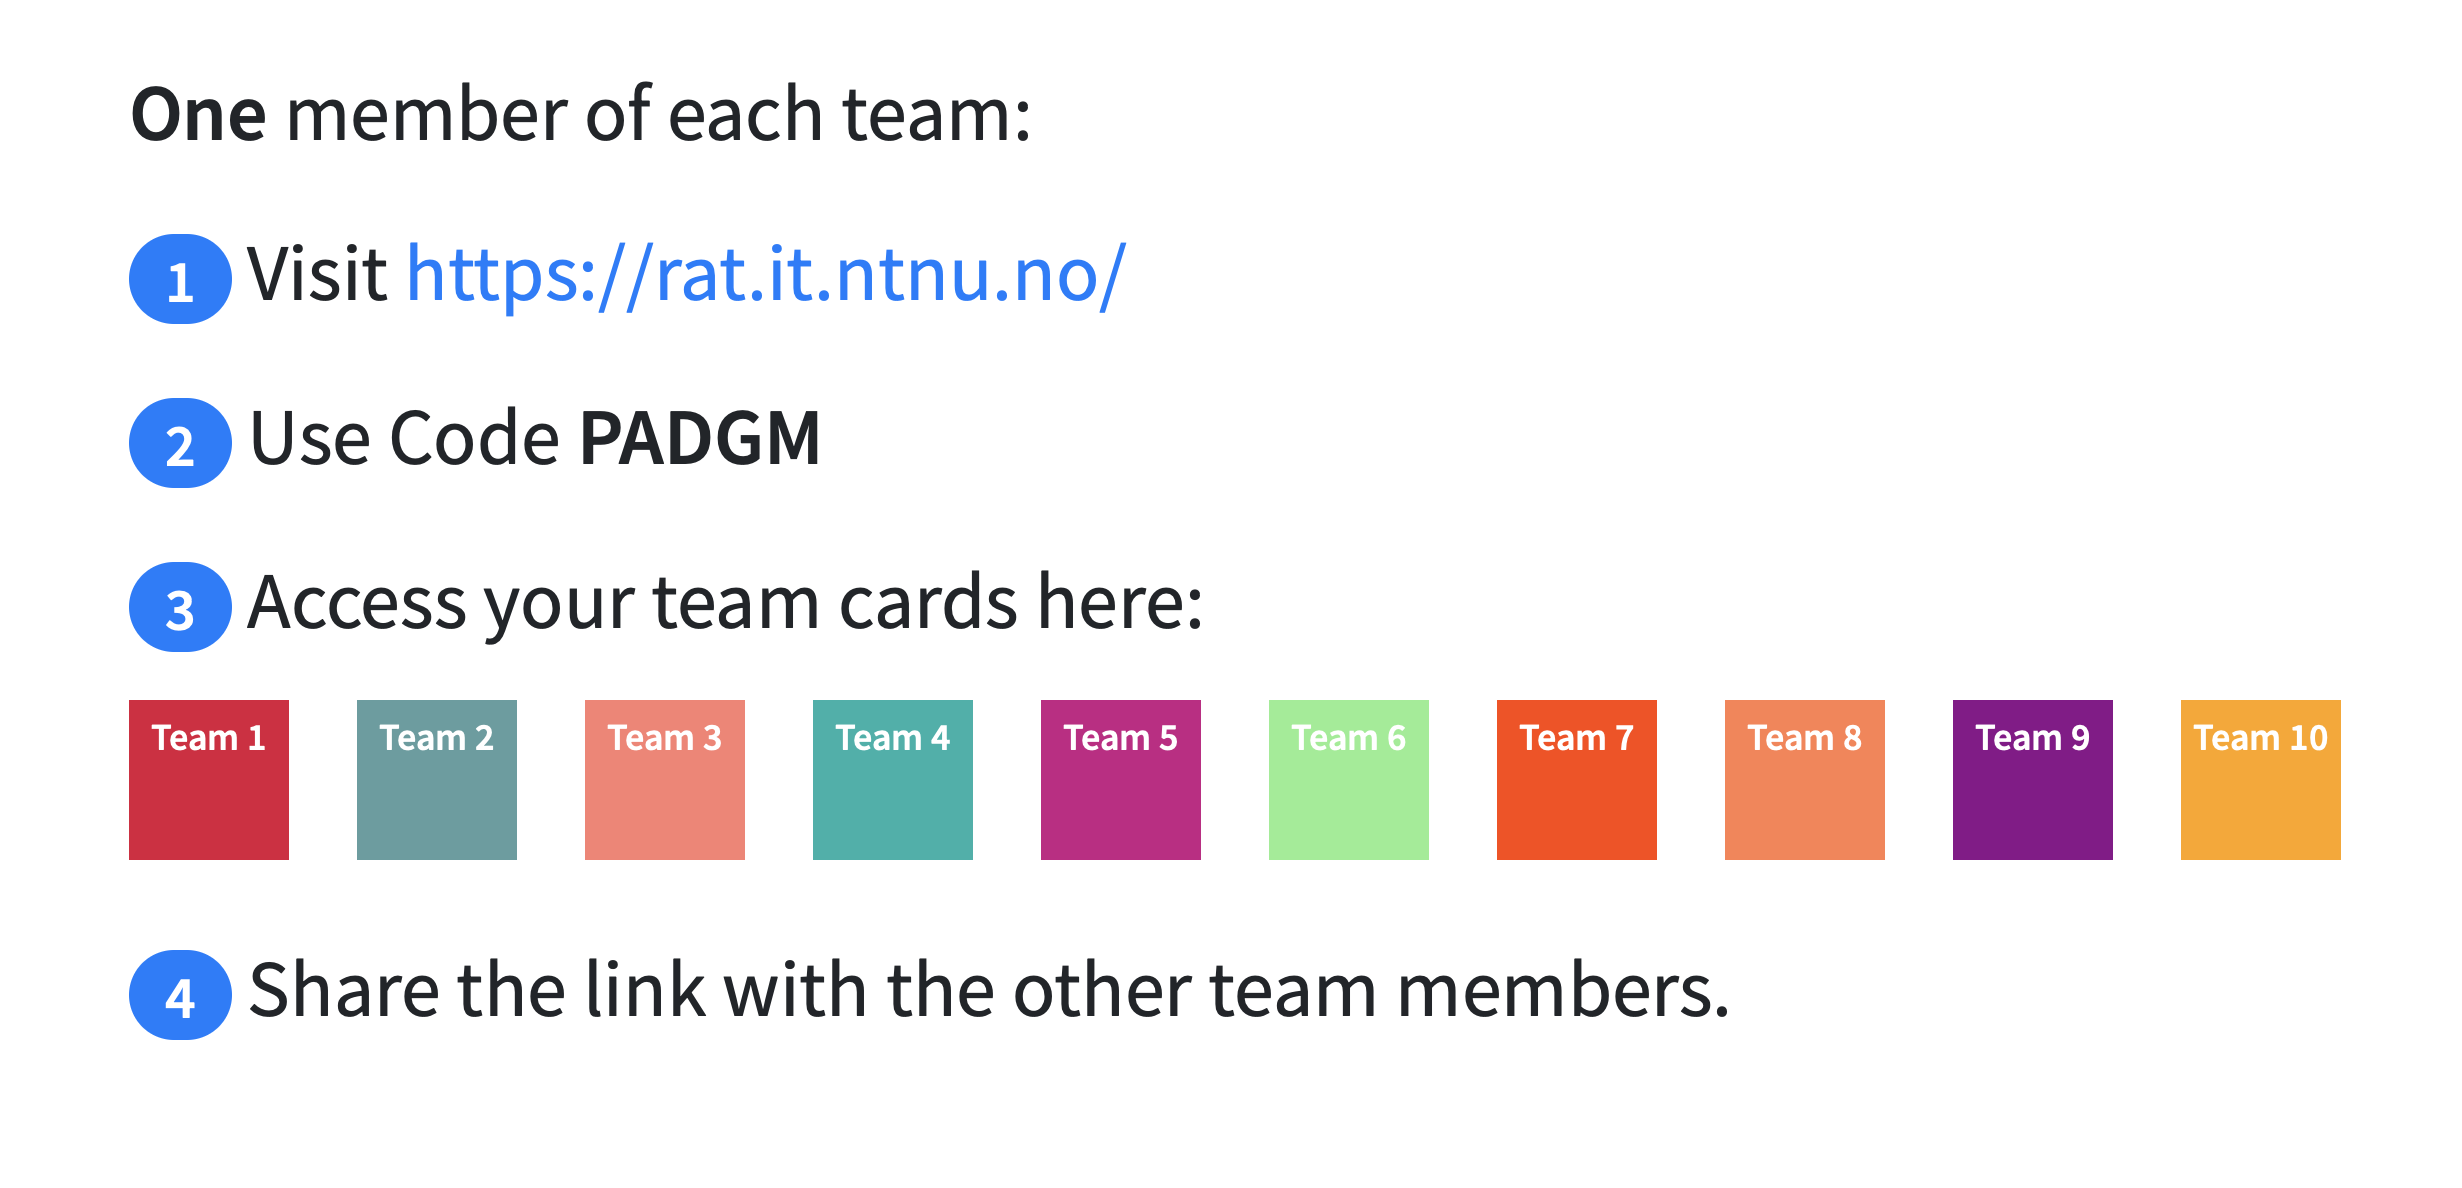 One member of each team:
1 Visit https://rat.it.ntnu.no/
2 Use Code PADGM
3 Access your team cards here:
Team 1 Team 2 Team 3 Team 4 Team 5 Team 6 Team 7 Team 8 Team 9 Team 10
4 Share the link with the other team members.